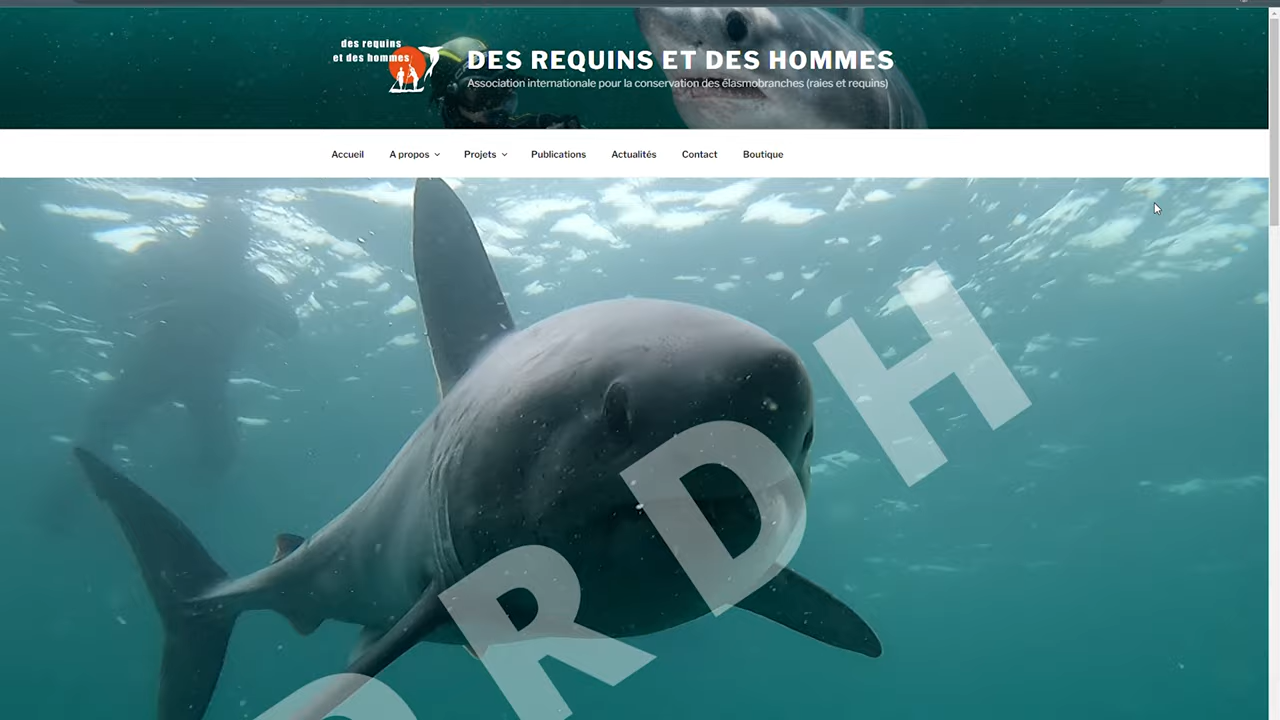 des requins
et des hommes
DES REQUINS ET DES HOMMES
Association internationale pour la conservation des élasmobranches (raies et requins)
Accueil A propos Projets Publications Actualités Contact Boutique
RDH